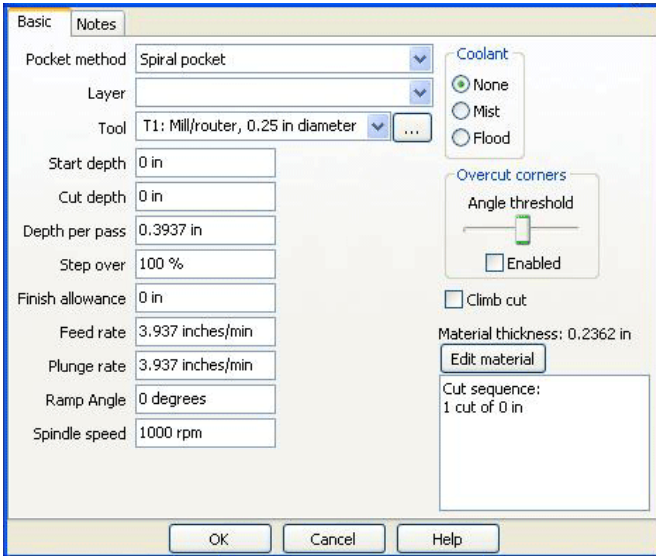 Basic Notes
Pocket method Spiral pocket
Layer
Tool T1: Mill/router, 0.25 in diameter ...
Start depth 0 in
Cut depth 0 in
Depth per pass 0.3937 in
Step over 100 %
Finish allowance 0 in
Feed rate 3.937 inches/min
Plunge rate 3.937 inches/min
Ramp Angle 0 degrees
Spindle speed 1000 rpm
Coolant
None
Mist
Flood
Overcut corners
Angle threshold
Enabled
Climb cut
Material thickness: 0.2362 in
Edit material
Cut sequence:
1 cut of 0 in
OK Cancel Help